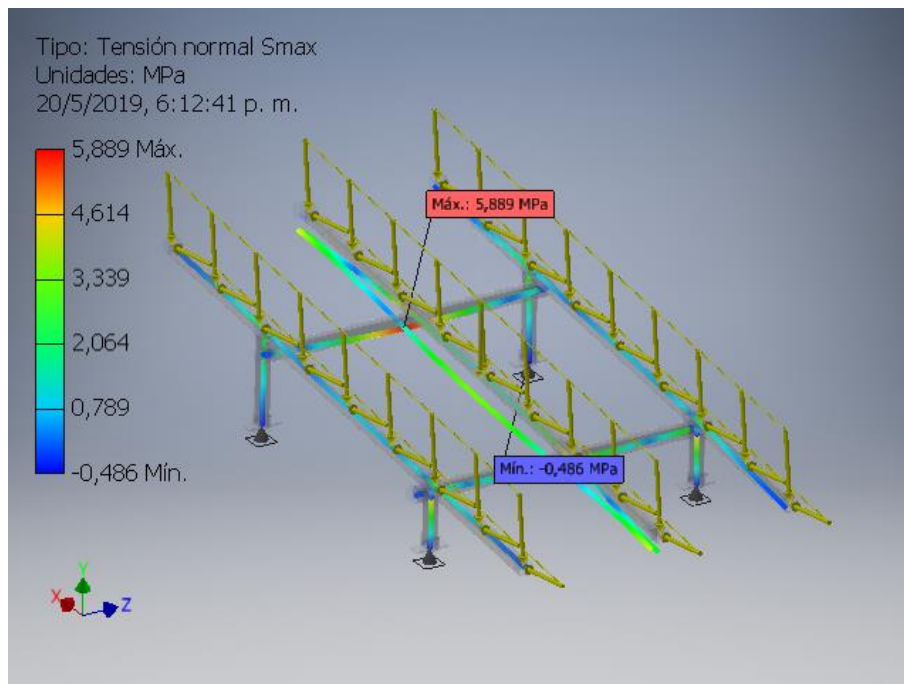 Tipo: Tensión normal Smax
Unidades: MPa
20/5/2019, 6:12:41 p. m.
5,889 Máx.
4,614
3,339
2,064
0,789
-0,486 Mín.
Máx.: 5,889 MPa
Mín.: -0,486 MPa
Y
X
Z